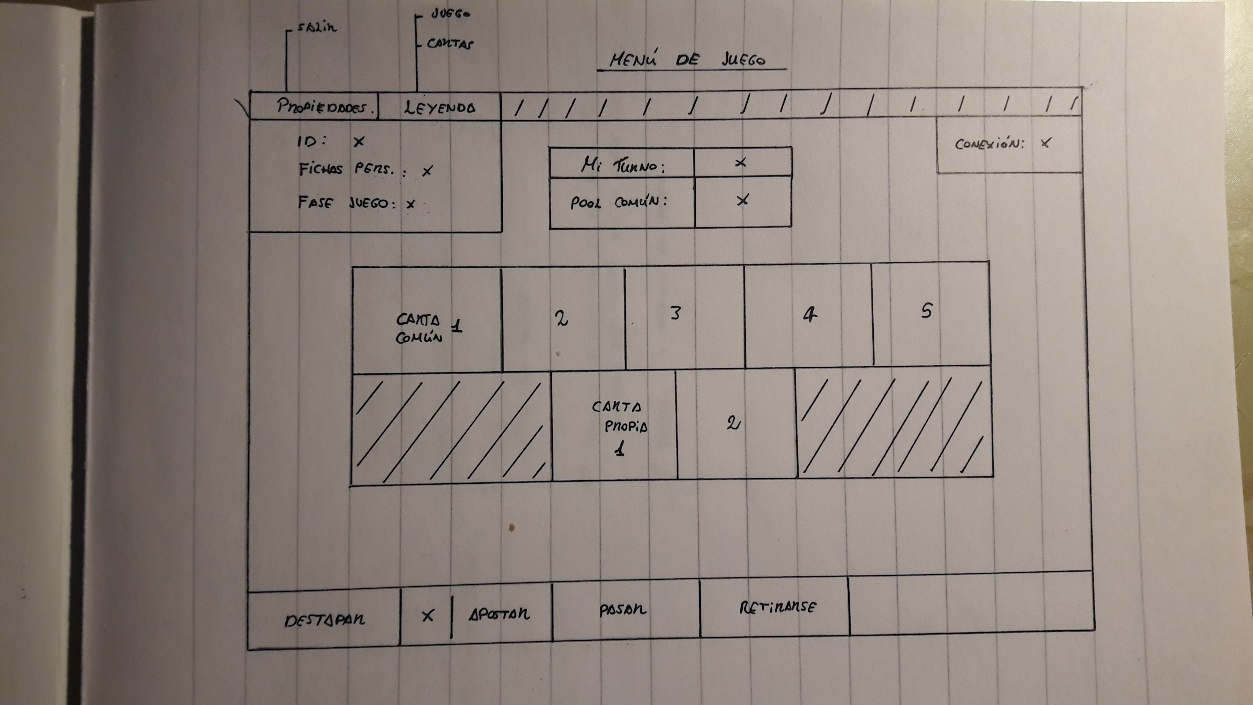 SALIR
JUEGO
CARTAS
MENÚ DE JUEGO
PROPIEDADES.
LEYENDA
ID: x
FICHAS PERS.: x
FASE JUEGO: x
MI TURNO: x
POOL COMÚN: x
CONEXIÓN: x
CARTA 1
COMÚN
2
3
4
5
CARTA
PROPIA
1
2
DESTAPAR
x
APOSTAR
PASAR
RETIRARSE